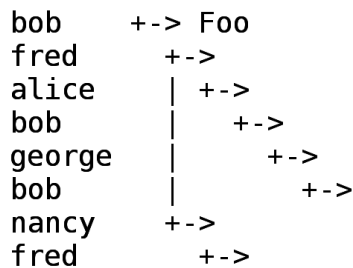 bob    +-> Foo
fred     +->
alice    | +->
bob      |   +->
george   |     +->
bob      |       +->
nancy    +->
fred       +->